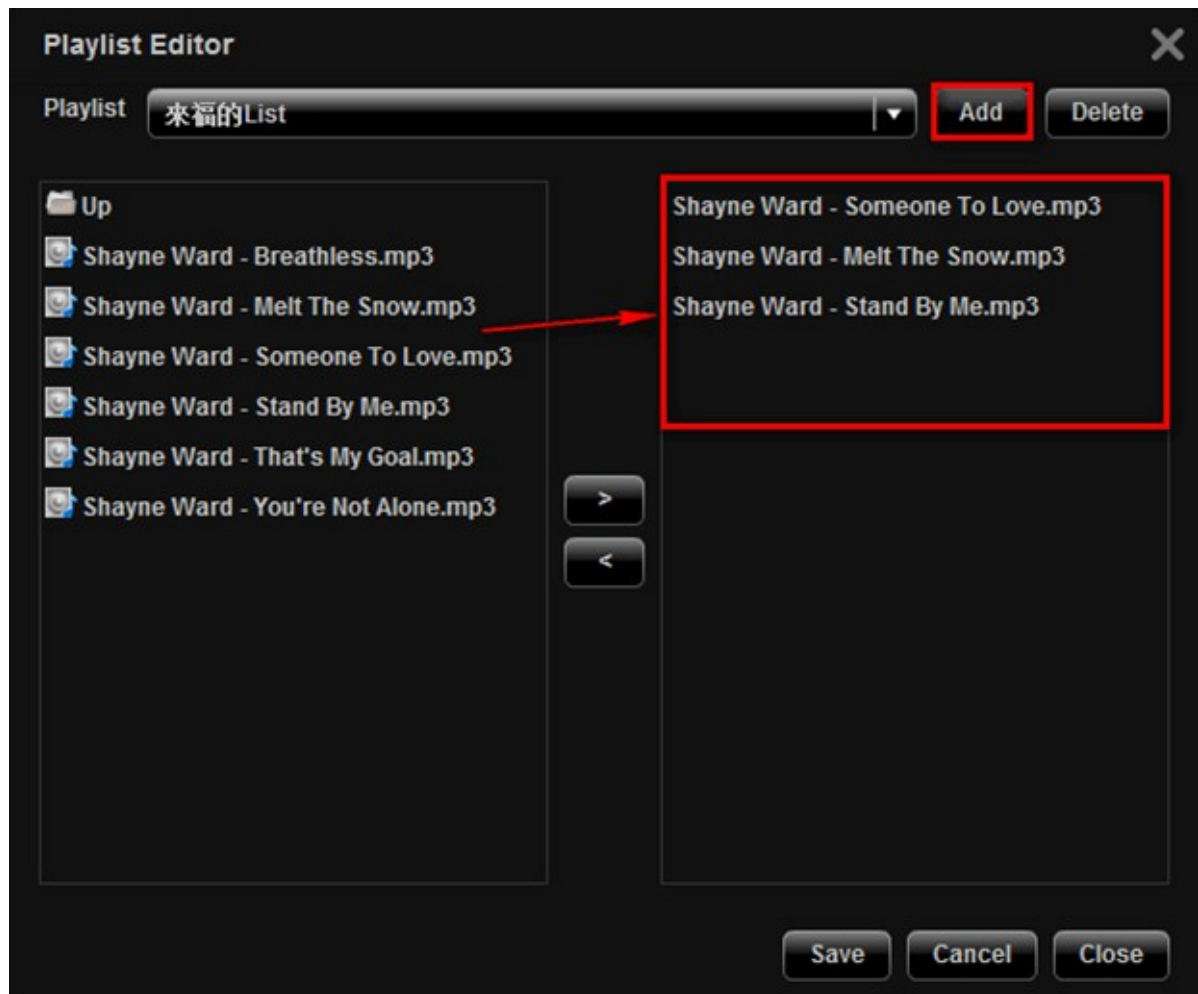 Playlist Editor
Playlist 來福的List Add Delete
Up
Shayne Ward - Breathless.mp3
Shayne Ward - Melt The Snow.mp3
Shayne Ward - Someone To Love.mp3
Shayne Ward - Stand By Me.mp3
Shayne Ward - That's My Goal.mp3
Shayne Ward - You're Not Alone.mp3
>
<
Shayne Ward - Someone To Love.mp3
Shayne Ward - Melt The Snow.mp3
Shayne Ward - Stand By Me.mp3
Save Cancel Close